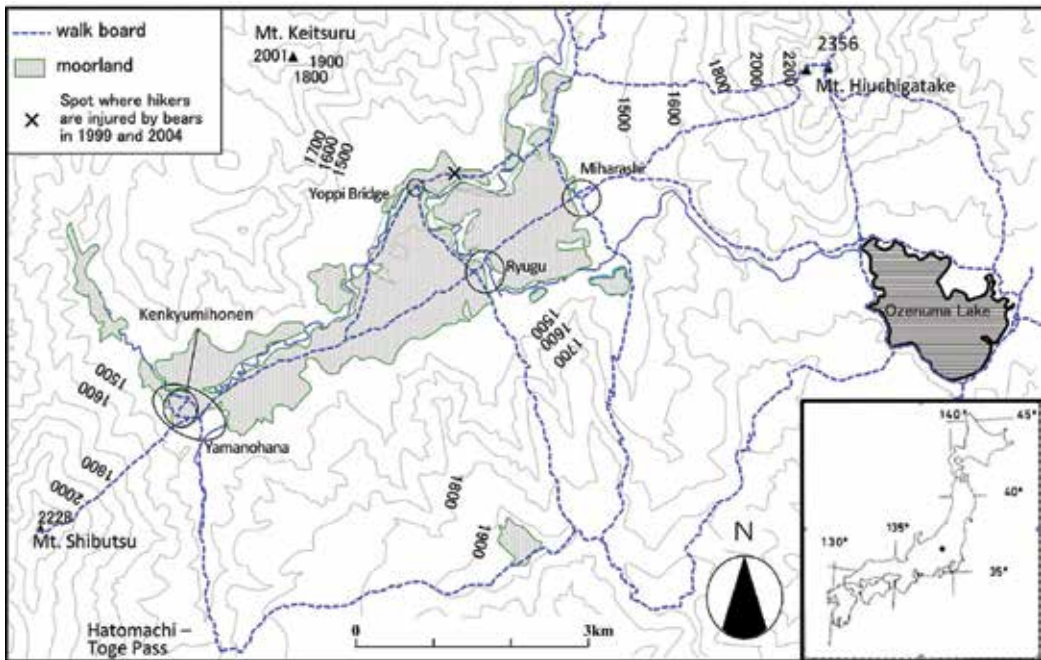 walk board
moorland
Spot where hikers
are injured by bears
in 1999 and 2004
Mt. Keitsuru
2001
1900
1800
2356
Mt. Hiuchigatake
1800
2000
2200
1500
1600
1700
1600
1500
Yoppi Bridge
Miharashi
Ryugu
Kenkyumihonen
Ozenuma Lake
1500
1600
1700
1500
1600
Yamanohana
1800
2000
2228
Mt. Shibutsu
1800
1900
N
Hatomachi –
Toge Pass
0
3km
140°
45°
40°
135°
130°
35°